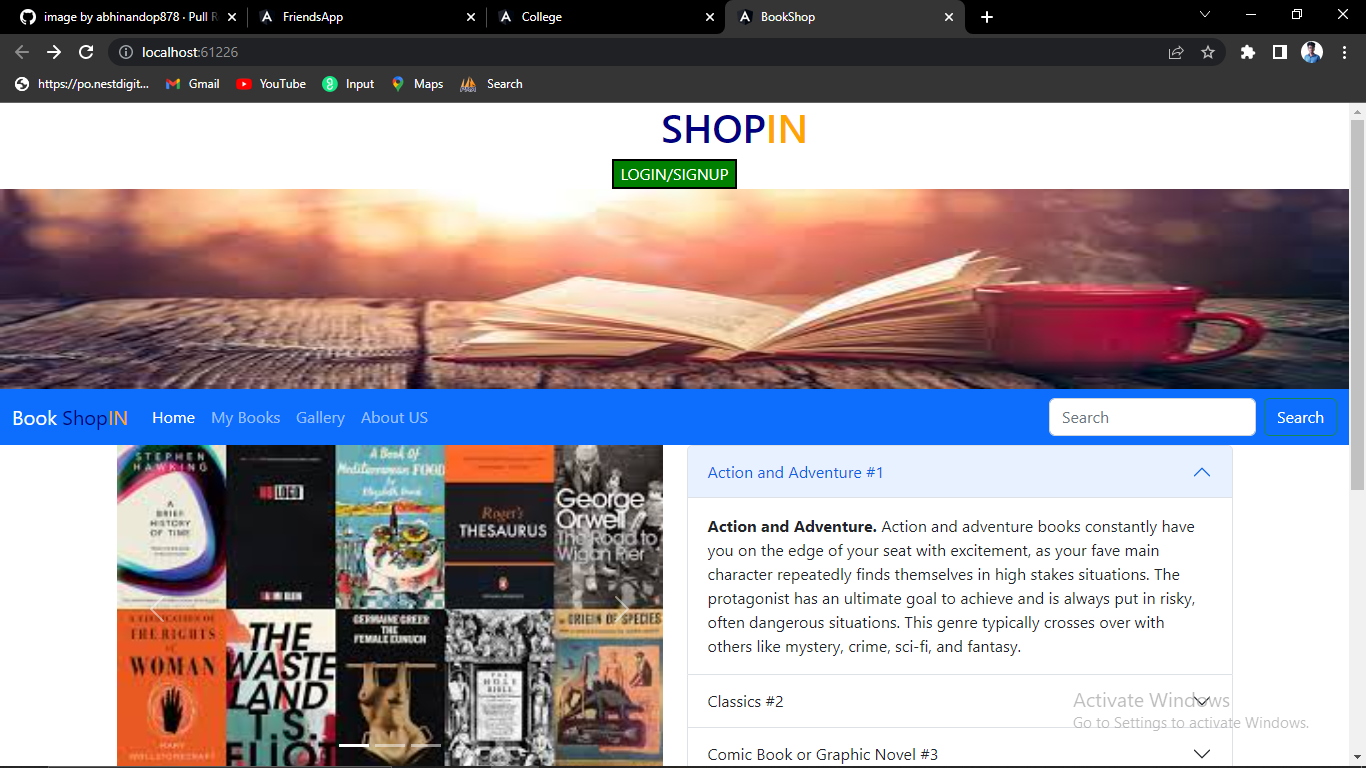 image by abhinandop878 · Pull R
FriendsApp
College
BookShop
localhost:61226
https://po.nestdigit...
Gmail
YouTube
Input
Maps
Search
SHOPIN
LOGIN/SIGNUP
Book ShopIN
Home
My Books
Gallery
About US
Search
Search
STEPHEN
HAWKING
A
BRIEF
HISTORY
OF TIME
NO LOGO
A Book Of
Mediterranean FOOD
by
Elizabeth David
Roget's
THESAURUS
George
Orwell
The Road to
Wigan Pier
THE RIGHTS
WOMAN
MARY
WOLLSTONECRAFT
THE
WASTE
LAND
T.S.
ELIOT
GERMAINE GREER
THE
FEMALE EUNUCH
THE
HOLY
BIBLE
ORIGIN OF SPECIES
Action and Adventure #1
Action and Adventure. Action and adventure books constantly have
you on the edge of your seat with excitement, as your fave main
character repeatedly finds themselves in high stakes situations. The
protagonist has an ultimate goal to achieve and is always put in risky,
often dangerous situations. This genre typically crosses over with
others like mystery, crime, sci-fi, and fantasy.
Classics #2
Comic Book or Graphic Novel #3
Activate Windows
Go to Settings to activate Windows.